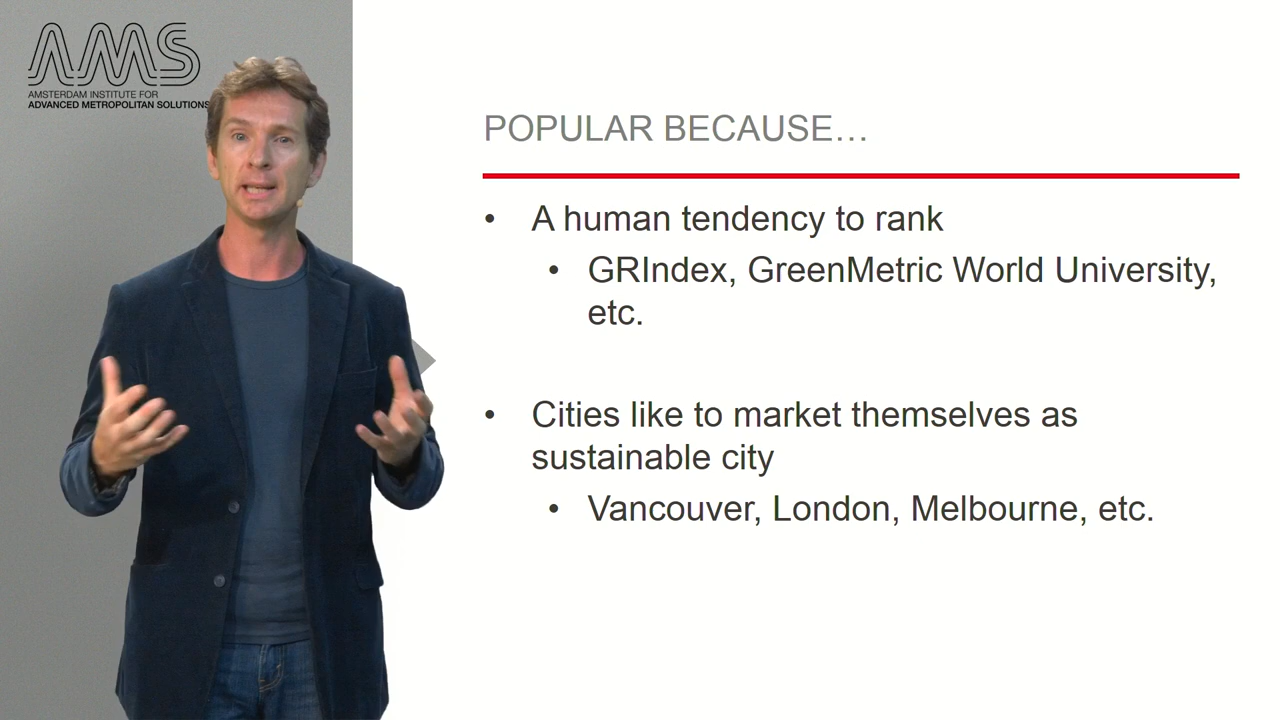 AMS
AMSTERDAM INSTITUTE FOR
ADVANCED METROPOLITAN SOLUTIONS
POPULAR BECAUSE…
• A human tendency to rank
• GRIndex, GreenMetric World University,
etc.
• Cities like to market themselves as
sustainable city
• Vancouver, London, Melbourne, etc.